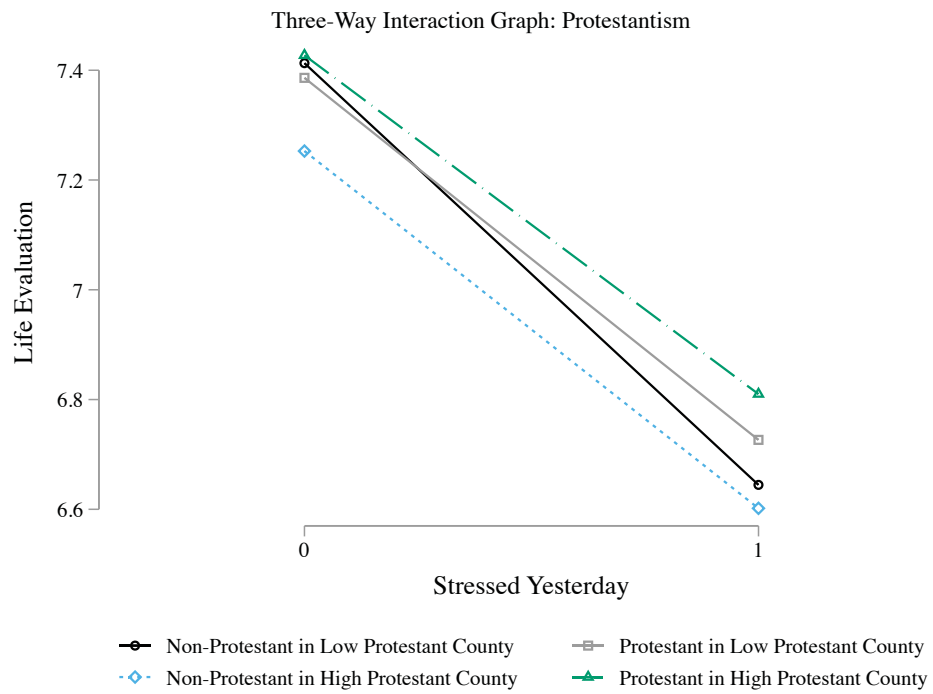 Three-Way Interaction Graph: Protestantism
7.4
7.2
7
6.8
6.6
Life Evaluation
0 1
Stressed Yesterday
Non-Protestant in Low Protestant County Protestant in Low Protestant County
Non-Protestant in High Protestant County Protestant in High Protestant County